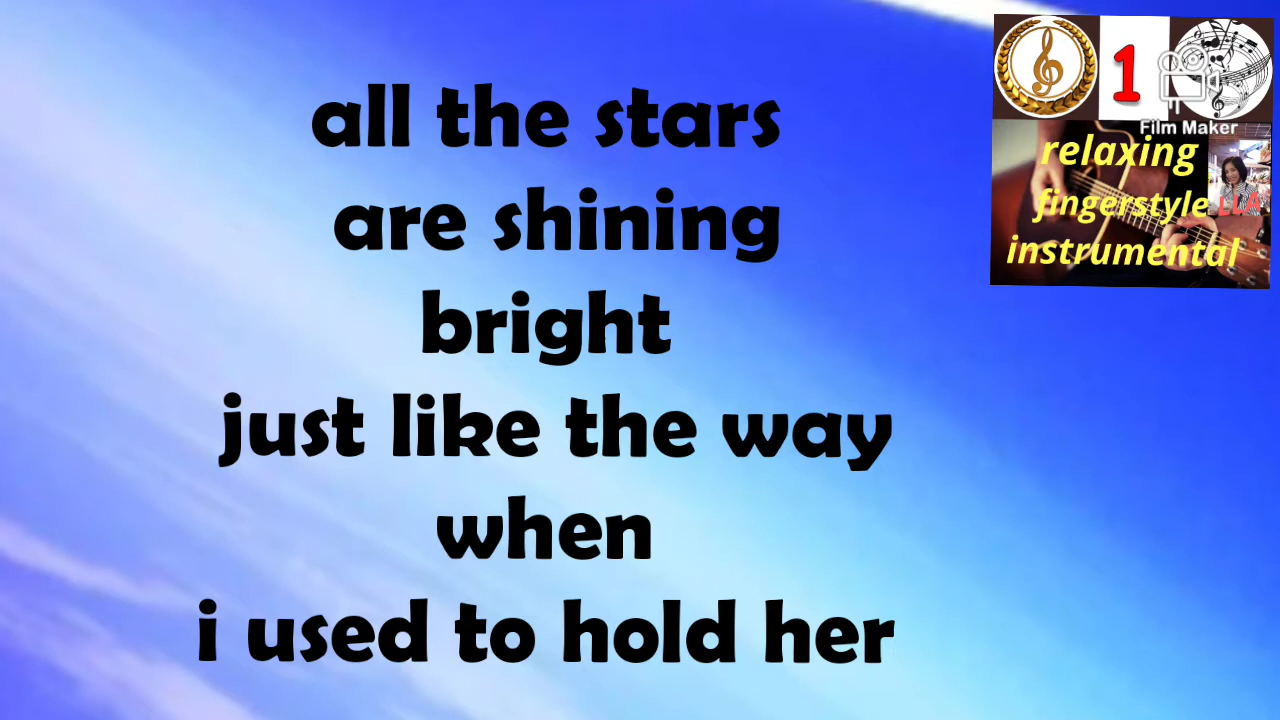 all the stars
are shining
bright
just like the way
when
i used to hold her
1
Film Maker
relaxing
fingerstyle
LLA
instrumental